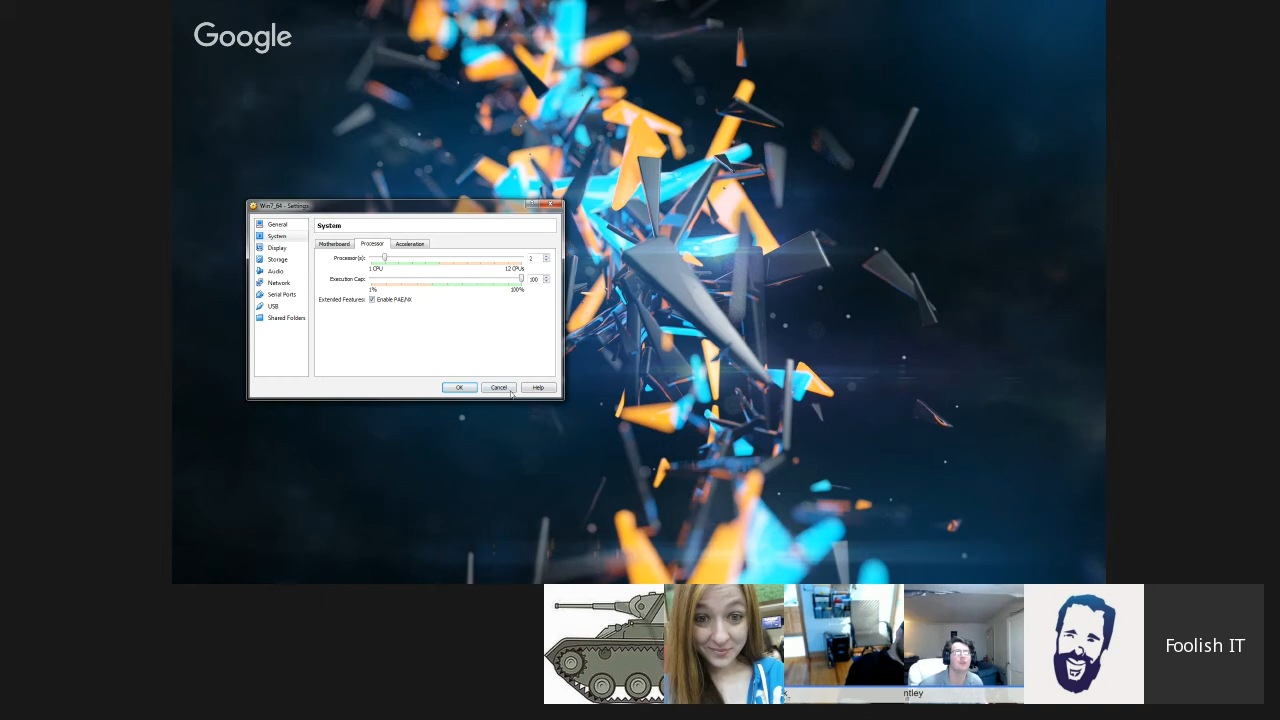 Google
Win7_64 - Settings
General
System
Display
Storage
Audio
Network
Serial Ports
USB
Shared Folders
System
Motherboard
Processor
Acceleration
Processor(s):
2
1 CPU
12 CPUs
Execution Cap:
100
1%
100%
Extended Features:
Enable PAE/NX
OK
Cancel
Help
ntley
Foolish IT